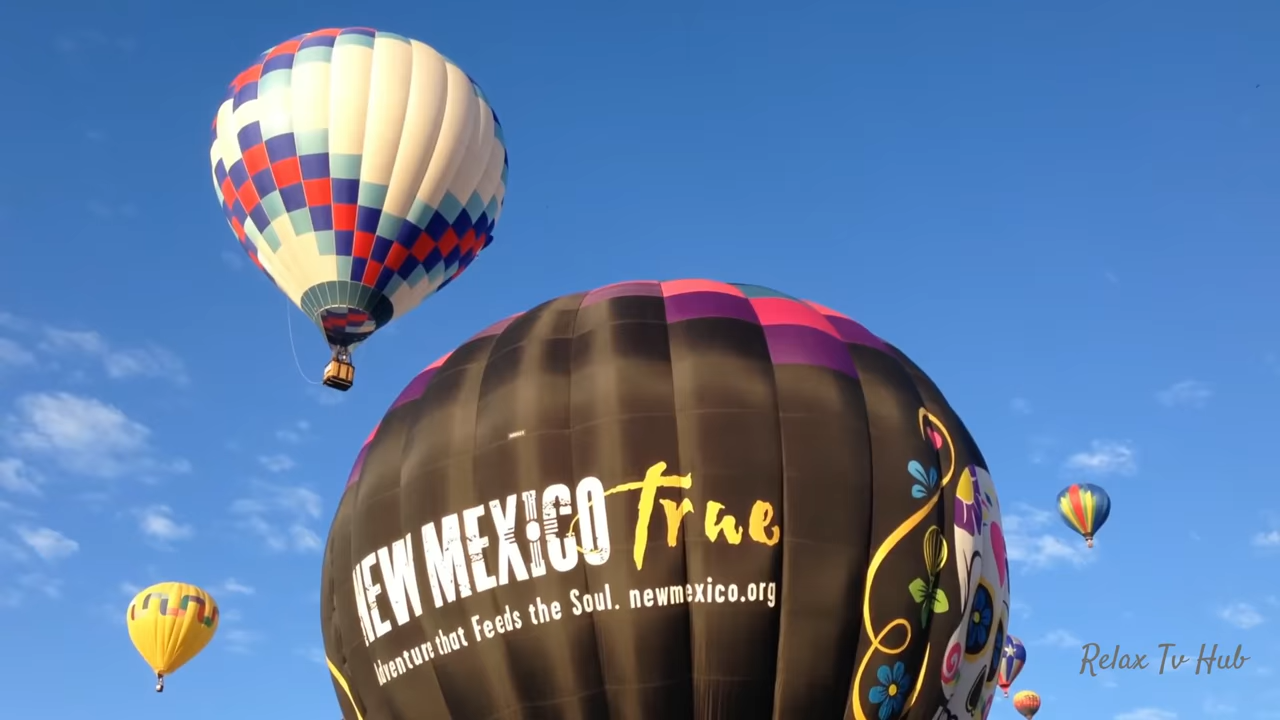 NEW MEXICO True
Adventure that Feeds the Soul. newmexico.org
Relax Tv Hub